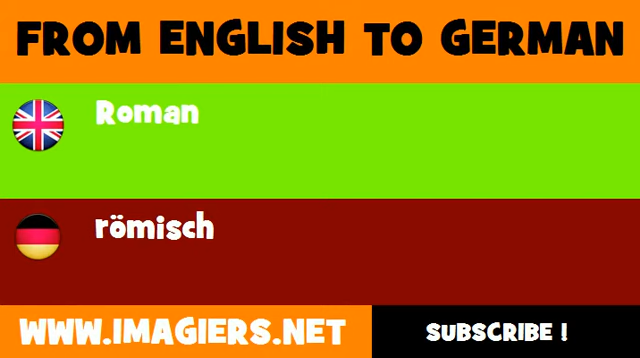 FROM ENGLISH TO GERMAN
Roman
römisch
WWW.IMAGIERS.NET
SUBSCRIBE !